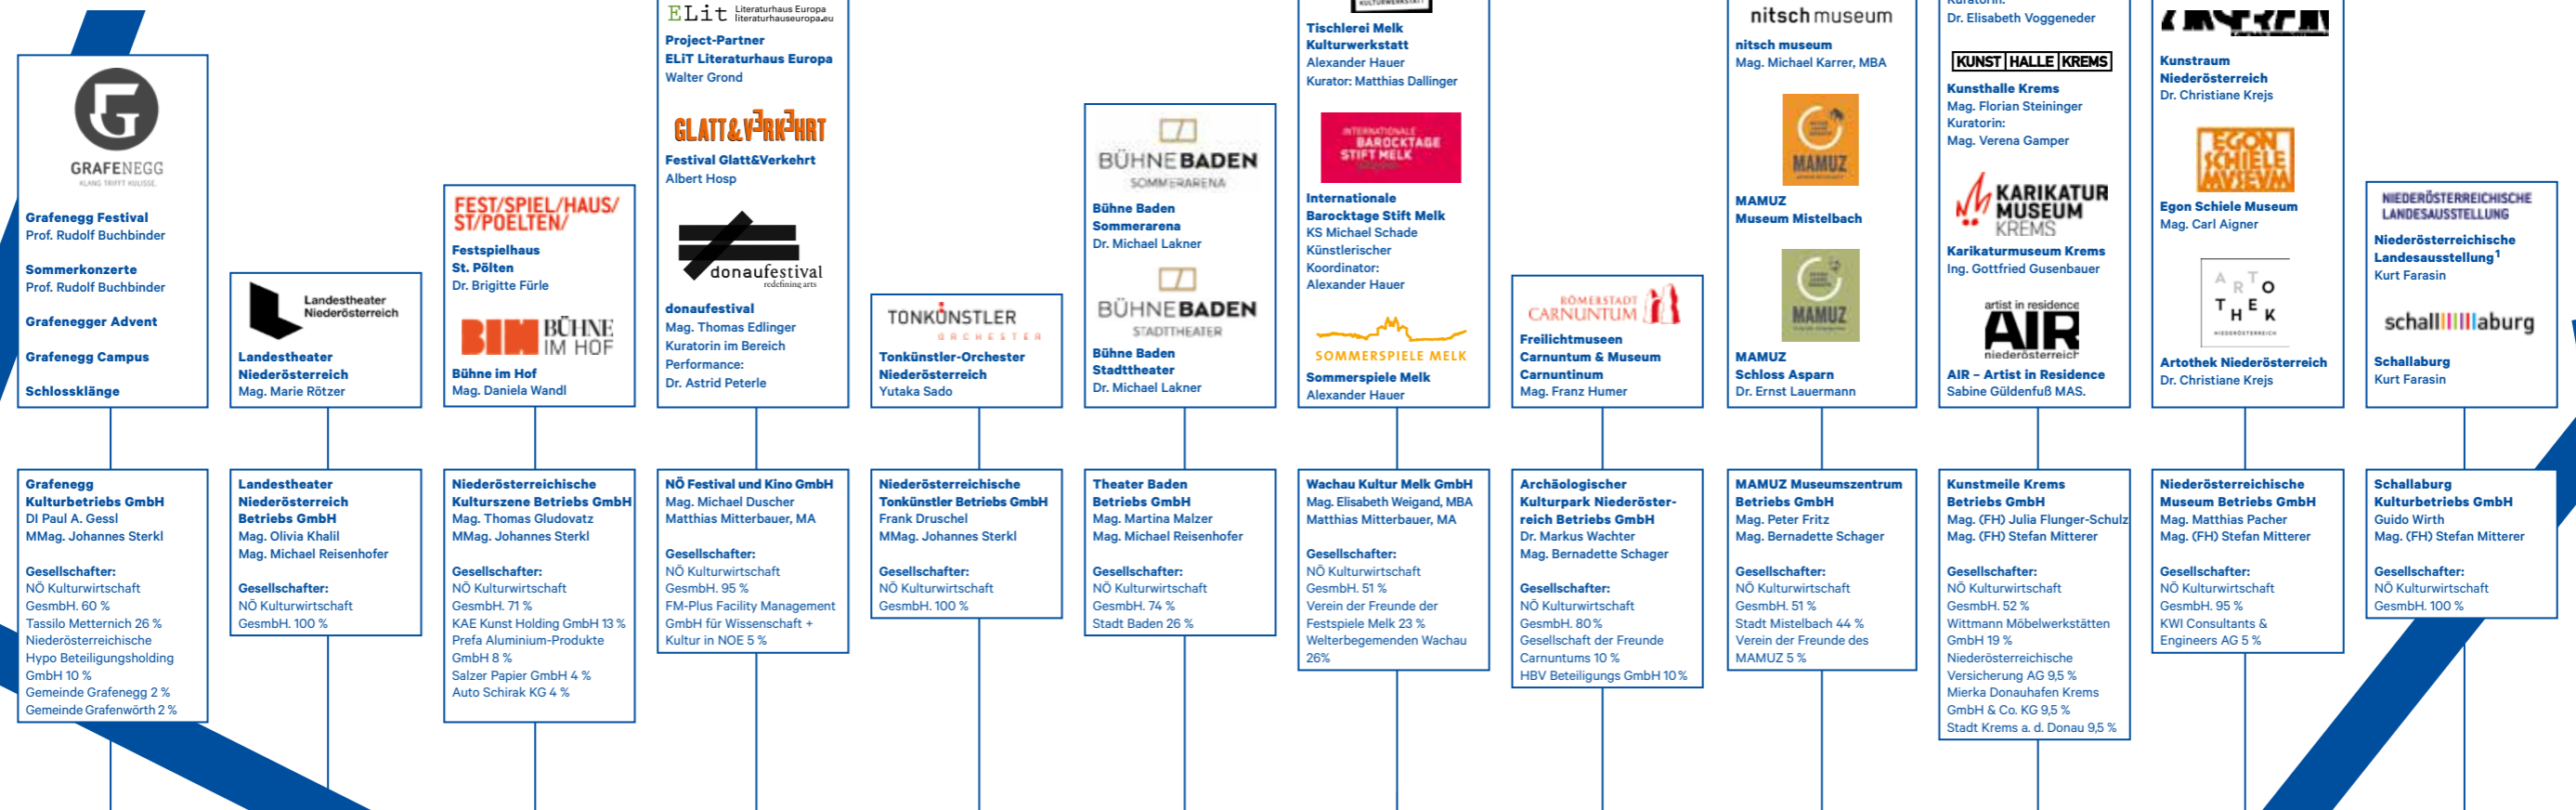 GRAFENEGG
KLANG TRIFFT KULISSE.
Grafenegg Festival
Prof. Rudolf Buchbinder
Sommerkonzerte
Prof. Rudolf Buchbinder
Grafenegger Advent
Grafenegg Campus
Schlossklänge
Grafenegg
Kulturbetriebs GmbH
DI Paul A. Gessl
MMag. Johannes Sterkl
Gesellschafter:
NÖ Kulturwirtschaft
GesmbH. 60 %
Tassilo Metternich 26 %
Niederösterreichische
Hypo Beteiligungsholding
GmbH 10 %
Gemeinde Grafenegg 2 %
Gemeinde Grafenwörth 2 %
Landestheater
Niederösterreich
Landestheater
Niederösterreich
Mag. Marie Rötzer
Landestheater
Niederösterreich
Betriebs GmbH
Mag. Olivia Khalil
Mag. Michael Reisenhofer
Gesellschafter:
NÖ Kulturwirtschaft
GesmbH. 100 %
FEST/SPIEL/HAUS/
ST/POELTEN/
Festspielhaus
St. Pölten
Dr. Brigitte Fürle
BIH BÜHNE
IM HOF
Bühne im Hof
Mag. Daniela Wandl
Niederösterreichische
Kulturszene Betriebs GmbH
Mag. Thomas Gludovatz
MMag. Johannes Sterkl
Gesellschafter:
NÖ Kulturwirtschaft
GesmbH. 71 %
KAE Kunst Holding GmbH 13 %
Prefa Aluminium-Produkte
GmbH 8 %
Salzer Papier GmbH 4 %
Auto Schirak KG 4 %
ELit Literaturhaus Europa
literaturhauseuropa.eu
Project-Partner
ELiT Literaturhaus Europa
Walter Grond
GLATT&VERKEHRT
Festival Glatt&Verkehrt
Albert Hosp
donaufestival
redefining arts
donaufestival
Mag. Thomas Edlinger
Kuratorin im Bereich
Performance:
Dr. Astrid Peterle
NÖ Festival und Kino GmbH
Mag. Michael Duscher
Matthias Mitterbauer, MA
Gesellschafter:
NÖ Kulturwirtschaft
GesmbH. 95 %
FM-Plus Facility Management
GmbH für Wissenschaft +
Kultur in NOE 5 %
TONKÜNSTLER
ORCHESTER
Tonkünstler-Orchester
Niederösterreich
Yutaka Sado
Niederösterreichische
Tonkünstler Betriebs GmbH
Frank Druschel
MMag. Johannes Sterkl
Gesellschafter:
NÖ Kulturwirtschaft
GesmbH. 100 %
BÜHNEBADEN
SOMMERARENA
Bühne Baden
Sommerarena
Dr. Michael Lakner
BÜHNEBADEN
STADTTHEATER
Bühne Baden
Stadttheater
Dr. Michael Lakner
Theater Baden
Betriebs GmbH
Mag. Martina Malzer
Mag. Michael Reisenhofer
Gesellschafter:
NÖ Kulturwirtschaft
GesmbH. 74 %
Stadt Baden 26 %
KULTURWERKSTATT
Tischlerei Melk
Kulturwerkstatt
Alexander Hauer
Kurator: Matthias Dallinger
INTERNATIONALE
BAROCKTAGE
STIFT MELK
Internationale
Barocktage Stift Melk
KS Michael Schade
Künstlerischer
Koordinator:
Alexander Hauer
SOMMERSPIELE MELK
Sommerspiele Melk
Alexander Hauer
Wachau Kultur Melk GmbH
Mag. Elisabeth Weigand, MBA
Matthias Mitterbauer, MA
Gesellschafter:
NÖ Kulturwirtschaft
GesmbH. 51 %
Verein der Freunde der
Festspiele Melk 23 %
Welterbegemenden Wachau
26%
RÖMERSTADT
CARNUNTUM
Freilichtmuseen
Carnuntum & Museum
Carnuntinum
Mag. Franz Humer
Archäologischer
Kulturpark Niederöster-
reich Betriebs GmbH
Dr. Markus Wachter
Mag. Bernadette Schager
Gesellschafter:
NÖ Kulturwirtschaft
GesmbH. 80 %
Gesellschaft der Freunde
Carnuntums 10 %
HBV Beteiligungs GmbH 10 %
nitsch museum
nitsch museum
Mag. Michael Karrer, MBA
MAMUZ
MAMUZ
Museum Mistelbach
MAMUZ
MAMUZ
Schloss Asparn
Dr. Ernst Lauermann
MAMUZ Museumszentrum
Betriebs GmbH
Mag. Peter Fritz
Mag. Bernadette Schager
Gesellschafter:
NÖ Kulturwirtschaft
GesmbH. 51 %
Stadt Mistelbach 44 %
Verein der Freunde des
MAMUZ 5 %
Kuratorin:
Dr. Elisabeth Voggeneder
KUNST HALLE KREMS
Kunsthalle Krems
Mag. Florian Steininger
Kuratorin:
Mag. Verena Gamper
KARIKATUR
MUSEUM
KREMS
Karikaturmuseum Krems
Ing. Gottfried Gusenbauer
artist in residence
AIR
niederösterreich
AIR – Artist in Residence
Sabine Güldenfuß MAS.
Kunstmeile Krems
Betriebs GmbH
Mag. (FH) Julia Flunger-Schulz
Mag. (FH) Stefan Mitterer
Gesellschafter:
NÖ Kulturwirtschaft
GesmbH. 52 %
Wittmann Möbelwerkstätten
GmbH 19 %
Niederösterreichische
Versicherung AG 9,5 %
Mierka Donauhafen Krems
GmbH & Co. KG 9,5 %
Stadt Krems a. d. Donau 9,5 %
Kunstraum
Niederösterreich
Dr. Christiane Krejs
EGON
SCHIELE
MVSEVM
Egon Schiele Museum
Mag. Carl Aigner
ARTO
THEK
NIEDERÖSTERREICH
Artothek Niederösterreich
Dr. Christiane Krejs
Niederösterreichische
Museum Betriebs GmbH
Mag. Matthias Pacher
Mag. (FH) Stefan Mitterer
Gesellschafter:
NÖ Kulturwirtschaft
GesmbH. 95 %
KWI Consultants &
Engineers AG 5 %
NIEDERÖSTERREICHISCHE
LANDESAUSSTELLUNG
Niederösterreichische
Landesausstellung¹
Kurt Farasin
schallaburg
Schallaburg
Kurt Farasin
Schallaburg
Kulturbetriebs GmbH
Guido Wirth
Mag. (FH) Stefan Mitterer
Gesellschafter:
NÖ Kulturwirtschaft
GesmbH. 100 %